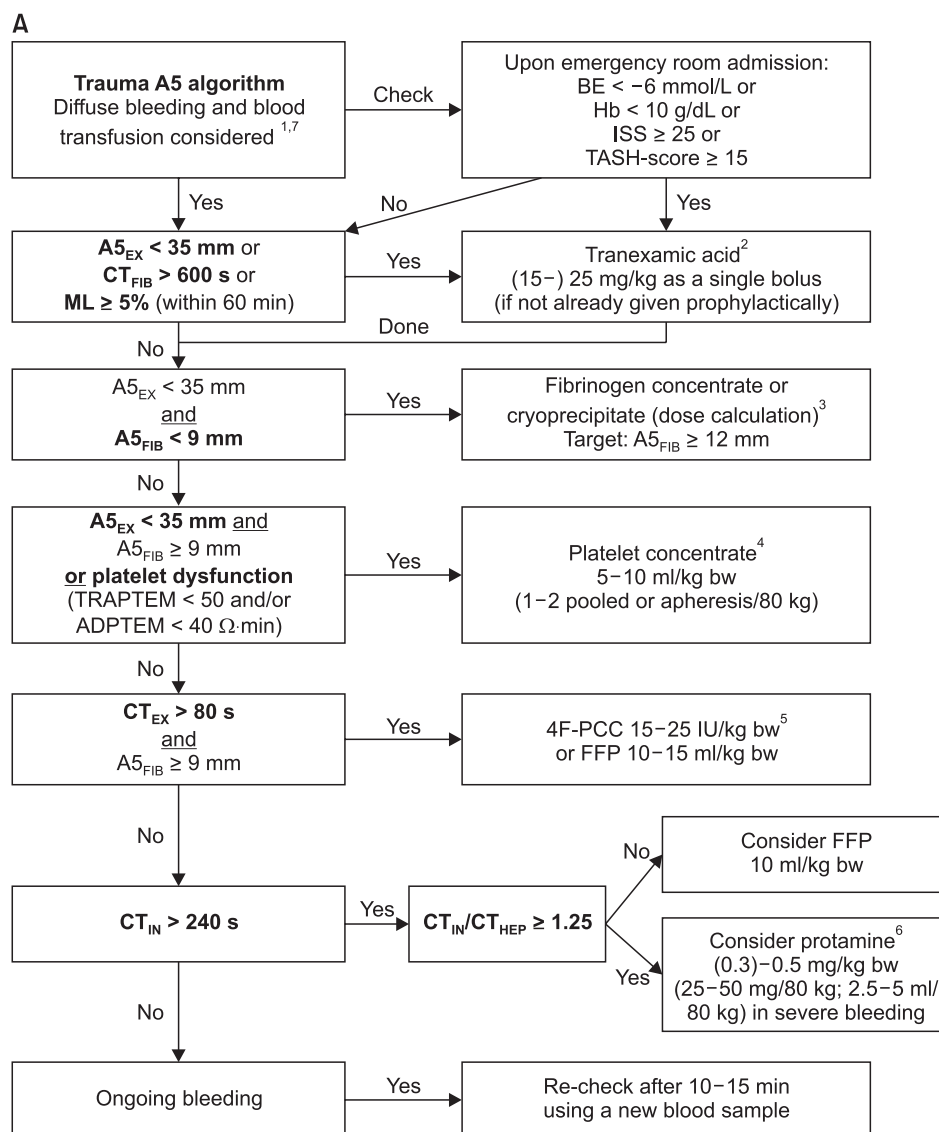 A
Trauma A5 algorithm
Diffuse bleeding and blood
transfusion considered 1,7
Check
Upon emergency room admission:
BE < −6 mmol/L or
Hb < 10 g/dL or
ISS ≥ 25 or
TASH-score ≥ 15
Yes
No
Yes
A5EX < 35 mm or
CTFIB > 600 s or
ML ≥ 5% (within 60 min)
Yes
Tranexamic acid2
(15−) 25 mg/kg as a single bolus
(if not already given prophylactically)
Done
No
A5EX < 35 mm
and
A5FIB < 9 mm
Yes
Fibrinogen concentrate or
cryoprecipitate (dose calculation)3
Target: A5FIB ≥ 12 mm
No
A5EX < 35 mm and
A5FIB ≥ 9 mm
or platelet dysfunction
(TRAPTEM < 50 and/or
ADPTEM < 40 Ω·min)
Yes
Platelet concentrate4
5−10 ml/kg bw
(1−2 pooled or apheresis/80 kg)
No
CTEX > 80 s
and
A5FIB ≥ 9 mm
Yes
4F-PCC 15−25 IU/kg bw5
or FFP 10−15 ml/kg bw
No
CTIN > 240 s
Yes
CTIN/CTHEP ≥ 1.25
No
Consider FFP
10 ml/kg bw
Yes
Consider protamine6
(0.3)−0.5 mg/kg bw
(25−50 mg/80 kg; 2.5−5 ml/
80 kg) in severe bleeding
No
Ongoing bleeding
Yes
Re-check after 10−15 min
using a new blood sample